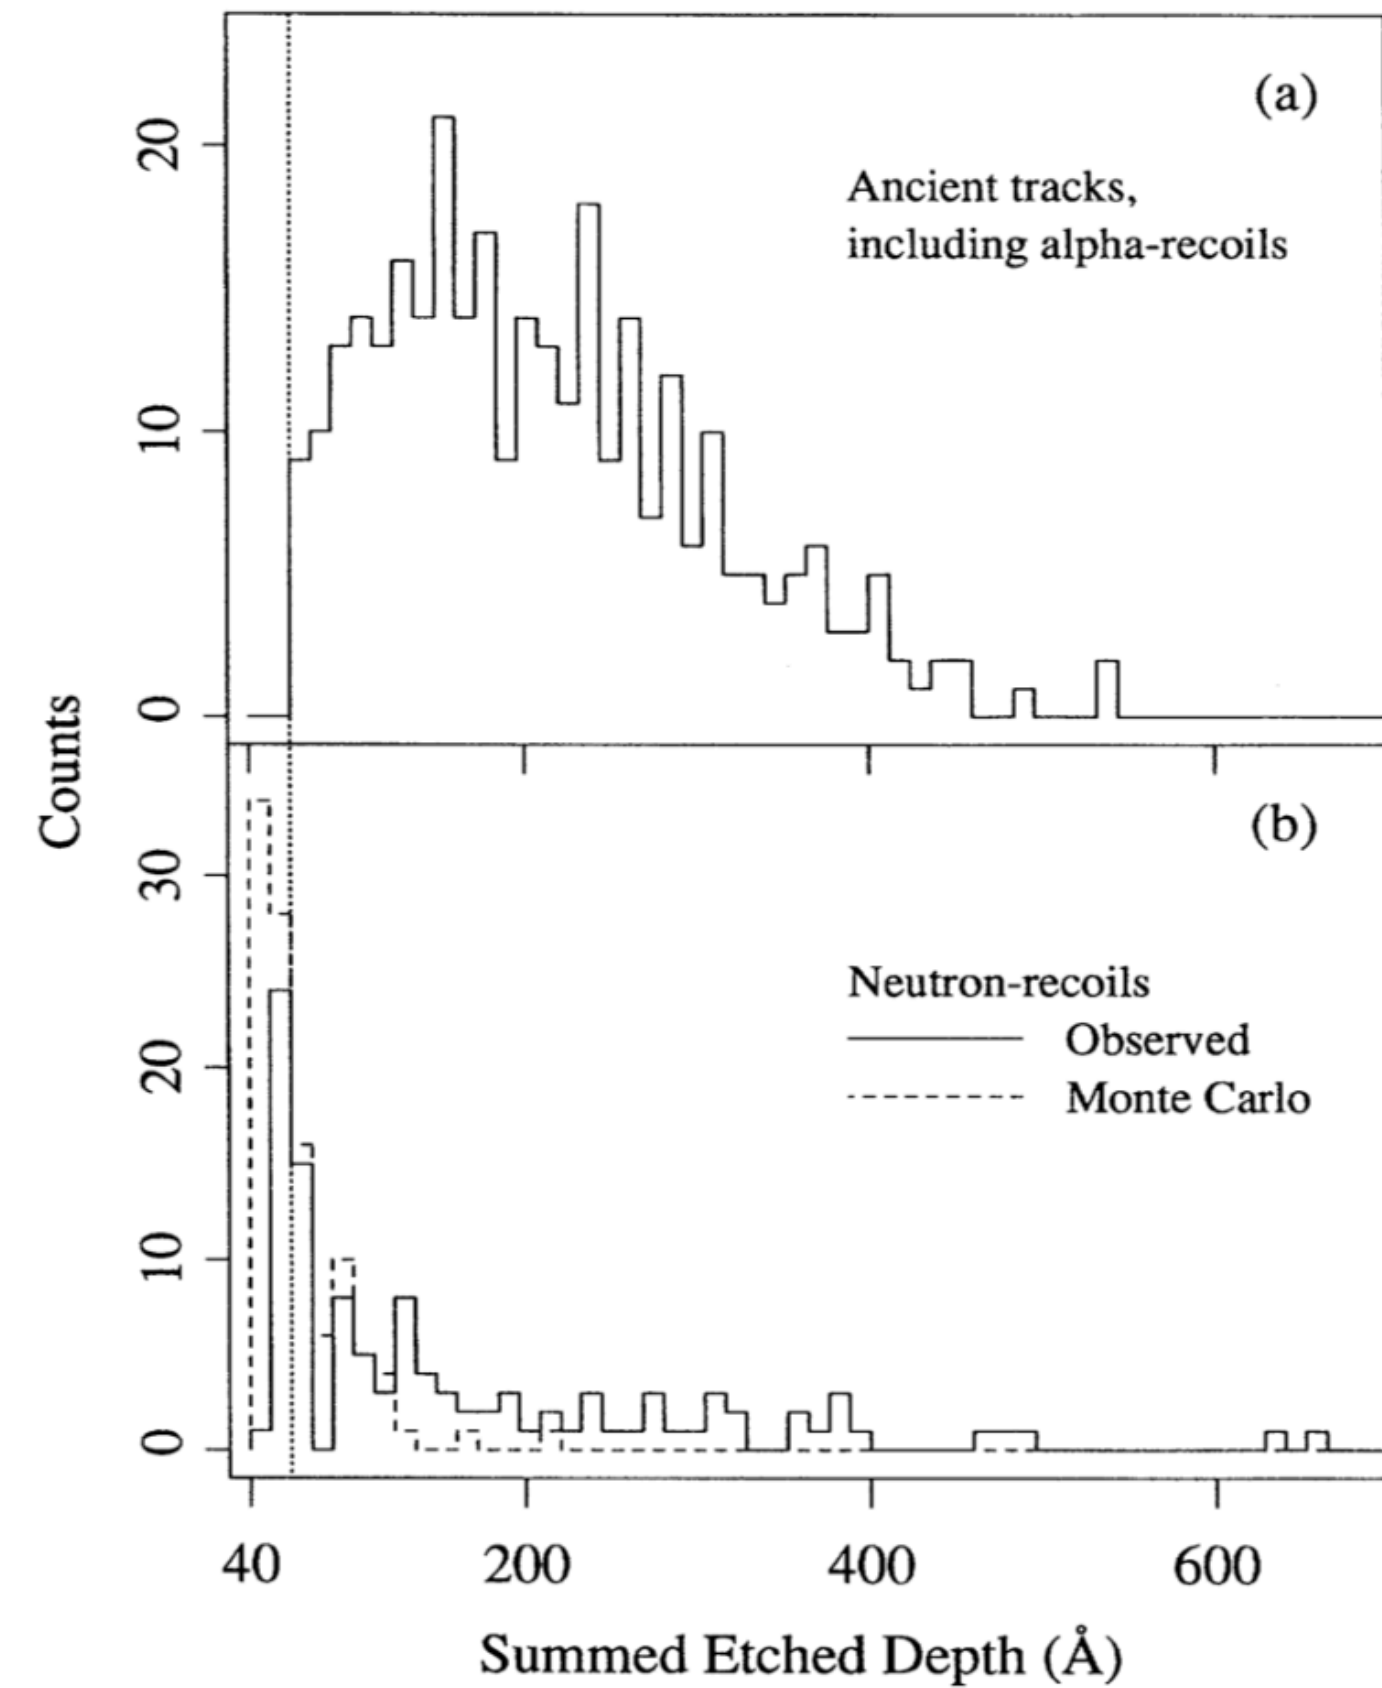 (a)
Ancient tracks,
including alpha-recoils
20
10
0
Counts
(b)
30
20
10
0
Neutron-recoils
Observed
Monte Carlo
40 200 400 600
Summed Etched Depth (Å)